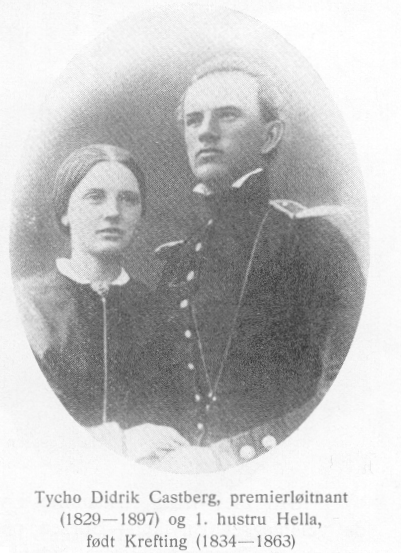 Tycho Didrik Castberg, premierløitnant
(1829—1897) og 1. hustru Hella,
født Krefting (1834—1863)